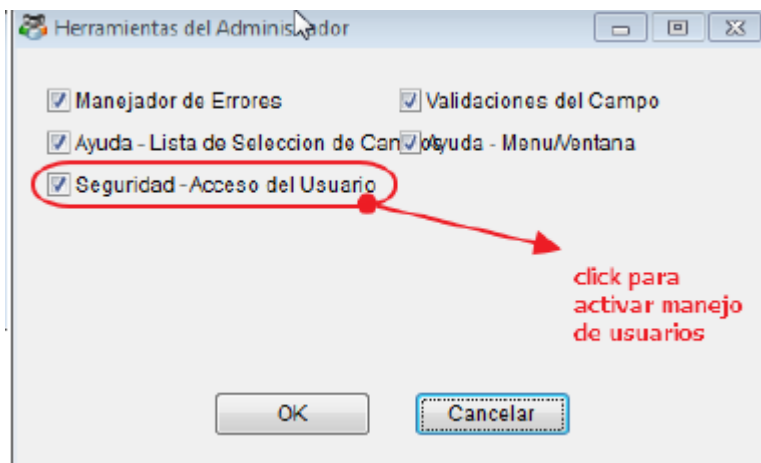 Herramientas del Administrador
Manejador de Errores
Validaciones del Campo
Ayuda - Lista de Seleccion de Campos
Ayuda - Menu/Ventana
Seguridad -Acceso del Usuario
click para
activar manejo
de usuarios
OK
Cancelar